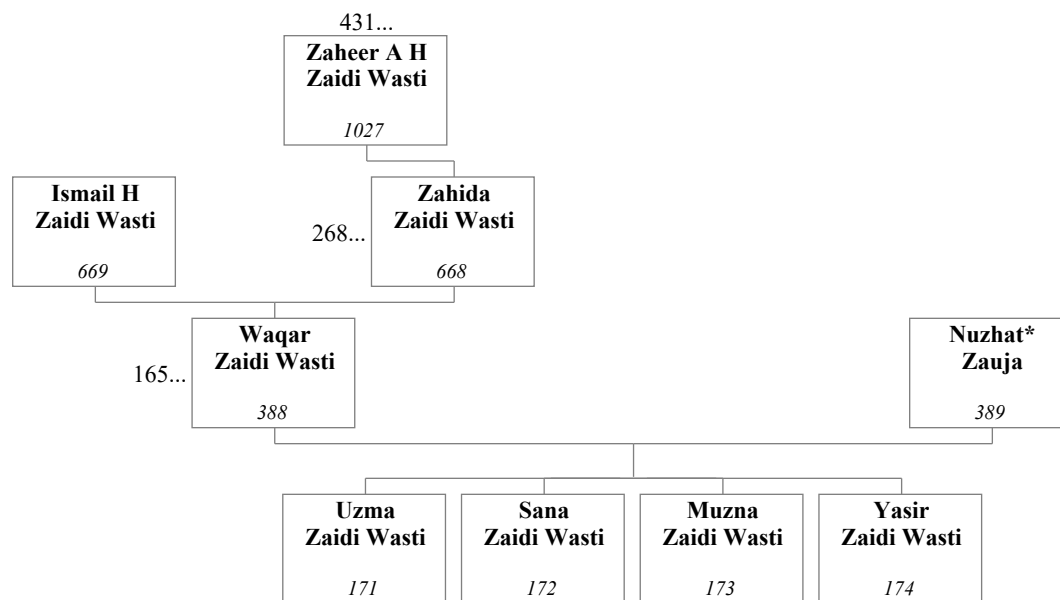 431...
Zaheer A H
Zaidi Wasti
1027
Ismail H
Zaidi Wasti
669
268...
Zahida
Zaidi Wasti
668
165...
Waqar
Zaidi Wasti
388
Nuzhat*
Zauja
389
Uzma
Zaidi Wasti
171
Sana
Zaidi Wasti
172
Muzna
Zaidi Wasti
173
Yasir
Zaidi Wasti
174